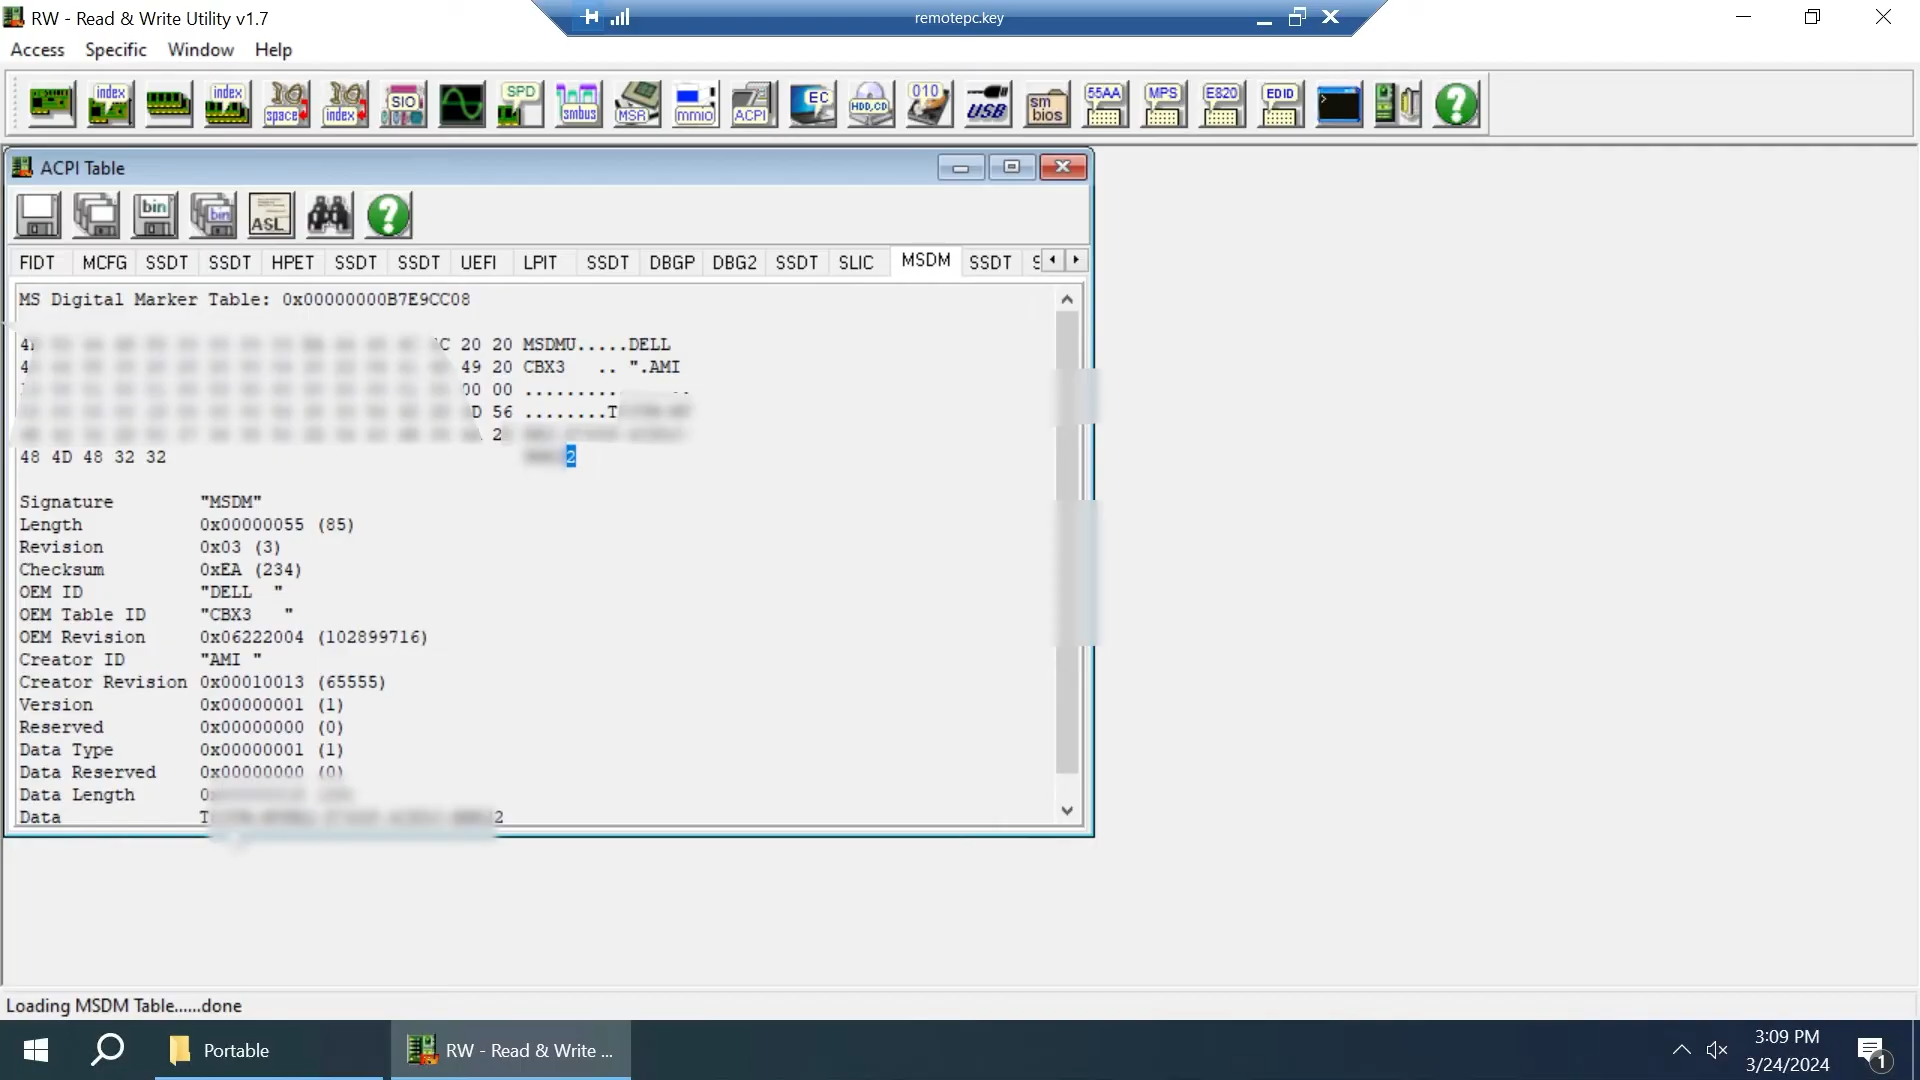 RW - Read & Write Utility v1.7
remotepc.key
Access Specific Window Help
index index space index SIO SPD smbus MSR mmio ACPI EC HDD,CD 010 USB sm bios 55AA MPS E820 EDID
ACPI Table
bin bin ASL
FIDT MCFG SSDT SSDT HPET SSDT SSDT UEFI LPIT SSDT DBGP DBG2 SSDT SLIC MSDM SSDT
MS Digital Marker Table: 0x00000000B7E9CC08
20 20 MSDMU.....DELL
49 20 CBX3 .. ".AMI
00 00 .........
56 ........T
48 4D 48 32 32 2
Signature "MSDM"
Length 0x00000055 (85)
Revision 0x03 (3)
Checksum 0xEA (234)
OEM ID "DELL "
OEM Table ID "CBX3 "
OEM Revision 0x06222004 (102899716)
Creator ID "AMI "
Creator Revision 0x00010013 (65555)
Version 0x00000001 (1)
Reserved 0x00000000 (0)
Data Type 0x00000001 (1)
Data Reserved 0x00000000 (0)
Data Length
Data
Loading MSDM Table......done
Portable
RW - Read & Write ...
3:09 PM
3/24/2024
1